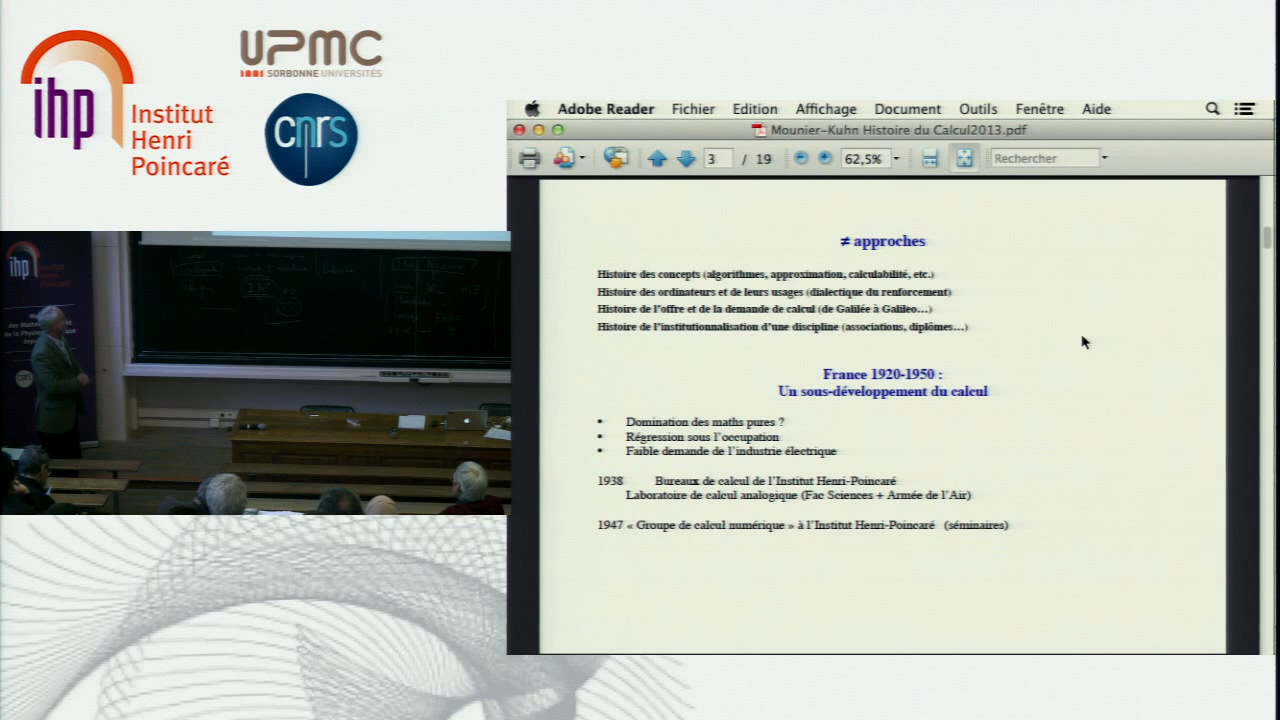 ihp
Institut
Henri
Poincaré
UPMC
SORBONNE UNIVERSITÉS
cnrs
Adobe Reader Fichier Edition Affichage Document Outils Fenêtre Aide
Mounier-Kuhn Histoire du Calcul2013.pdf
3 / 19 62,5% Rechercher
≠ approches
Histoire des concepts (algorithmes, approximation, calculabilité, etc.)
Histoire des ordinateurs et de leurs usages (dialectique du renforcement)
Histoire de l'offre et de la demande de calcul (de Galilée à Galileo...)
Histoire de l'institutionnalisation d'une discipline (associations, diplômes...)
France 1920-1950 :
Un sous-développement du calcul
• Domination des maths pures ?
• Régression sous l'occupation
• Faible demande de l'industrie électrique
1938 Bureaux de calcul de l'Institut Henri-Poincaré
Laboratoire de calcul analogique (Fac Sciences + Armée de l'Air)
1947 « Groupe de calcul numérique » à l'Institut Henri-Poincaré (séminaires)
ihp